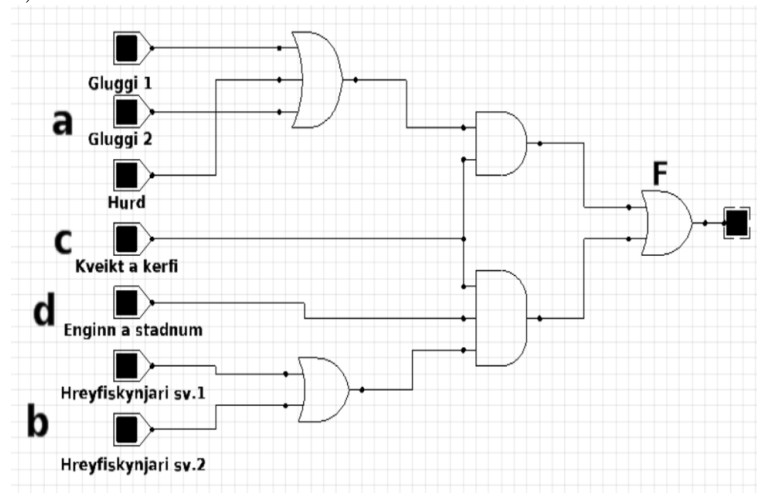 Gluggi 1
a
Gluggi 2
Hurd
F
c
Kveikt a kerfi
d
Enginn a stadnum
Hreyfiskynjari sv.1
b
Hreyfiskynjari sv.2